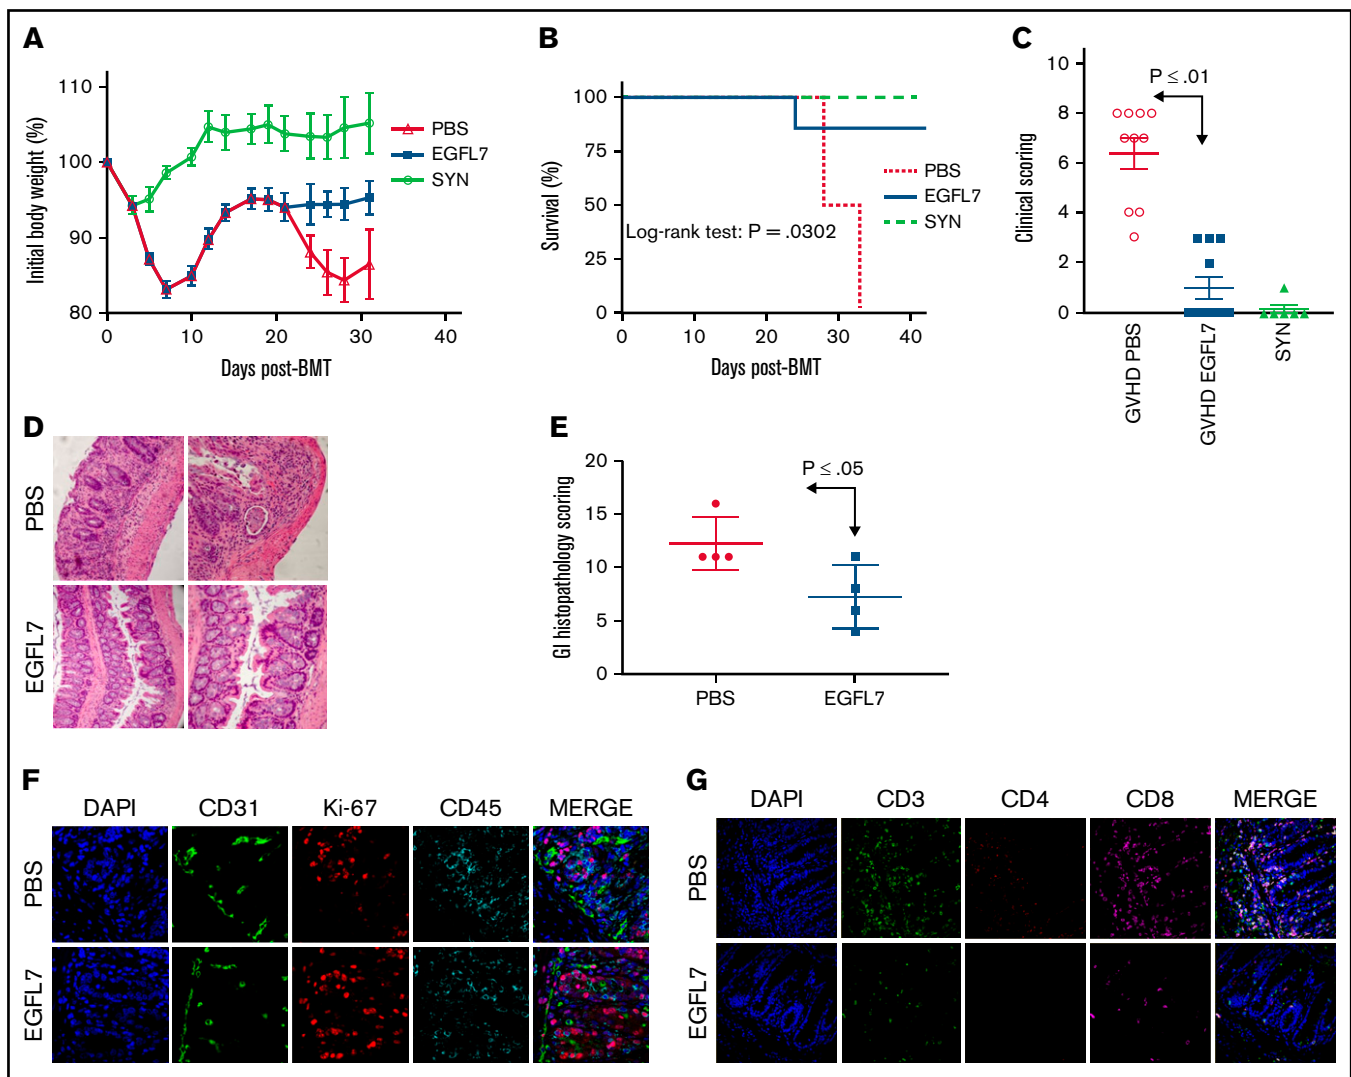 A
Initial body weight (%)
110
100
90
80
0
10
20
30
40
Days post-BMT
PBS
EGFL7
SYN
B
Survival (%)
100
75
50
25
0
0
10
20
30
40
Days post-BMT
Log-rank test: P = .0302
PBS
EGFL7
SYN
C
Clinical scoring
10
8
6
4
2
0
P ≤ .01
GVHD PBS
GVHD EGFL7
SYN
D
PBS
EGFL7
E
GI histopathology scoring
20
15
10
5
0
P ≤ .05
PBS
EGFL7
F
DAPI
CD31
Ki-67
CD45
MERGE
PBS
EGFL7
G
DAPI
CD3
CD4
CD8
MERGE
PBS
EGFL7